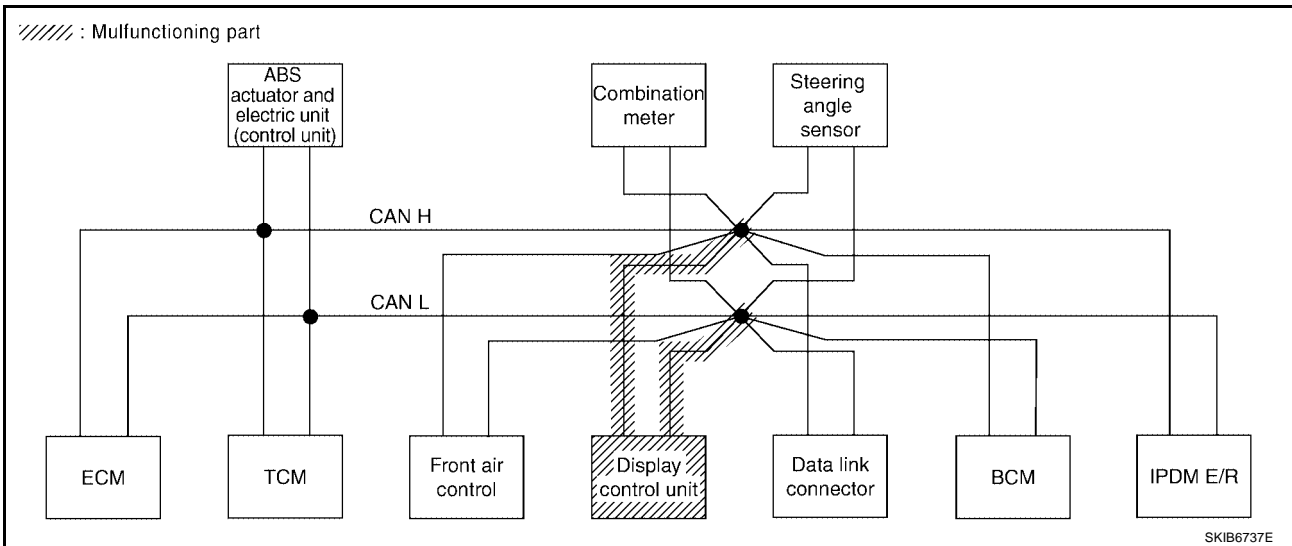 : Mulfunctioning part
ABS
actuator and
electric unit
(control unit)
Combination
meter
Steering
angle
sensor
CAN H
CAN L
ECM
TCM
Front air
control
Display
control unit
Data link
connector
BCM
IPDM E/R
SKIB6737E